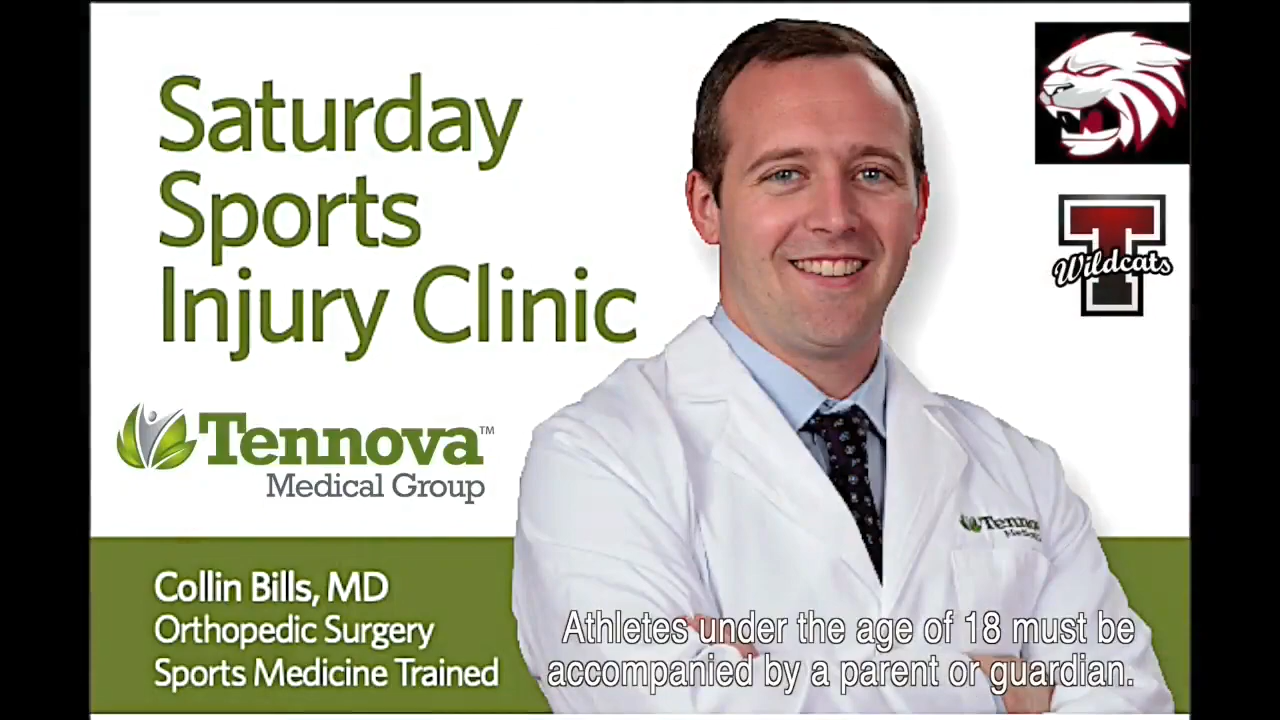 Saturday
Sports
Injury Clinic
Tennova™
Medical Group
Collin Bills, MD
Orthopedic Surgery
Sports Medicine Trained
T
Wildcats
Athletes under the age of 18 must be
accompanied by a parent or guardian.